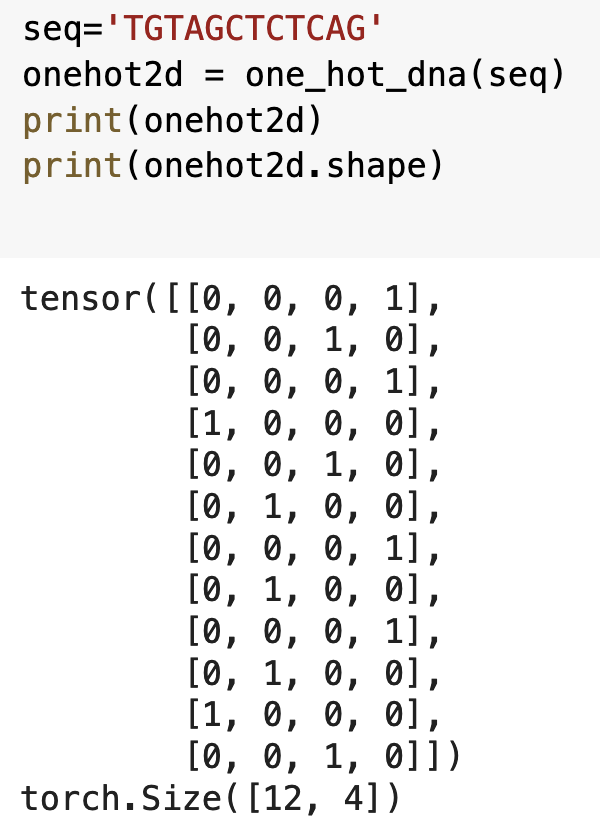 seq='TGTAGCTCTCAG'
onehot2d = one_hot_dna(seq)
print(onehot2d)
print(onehot2d.shape)
tensor([[0, 0, 0, 1],
        [0, 0, 1, 0],
        [0, 0, 0, 1],
        [1, 0, 0, 0],
        [0, 0, 1, 0],
        [0, 1, 0, 0],
        [0, 0, 0, 1],
        [0, 1, 0, 0],
        [0, 0, 0, 1],
        [0, 1, 0, 0],
        [1, 0, 0, 0],
        [0, 0, 1, 0]])
torch.Size([12, 4])